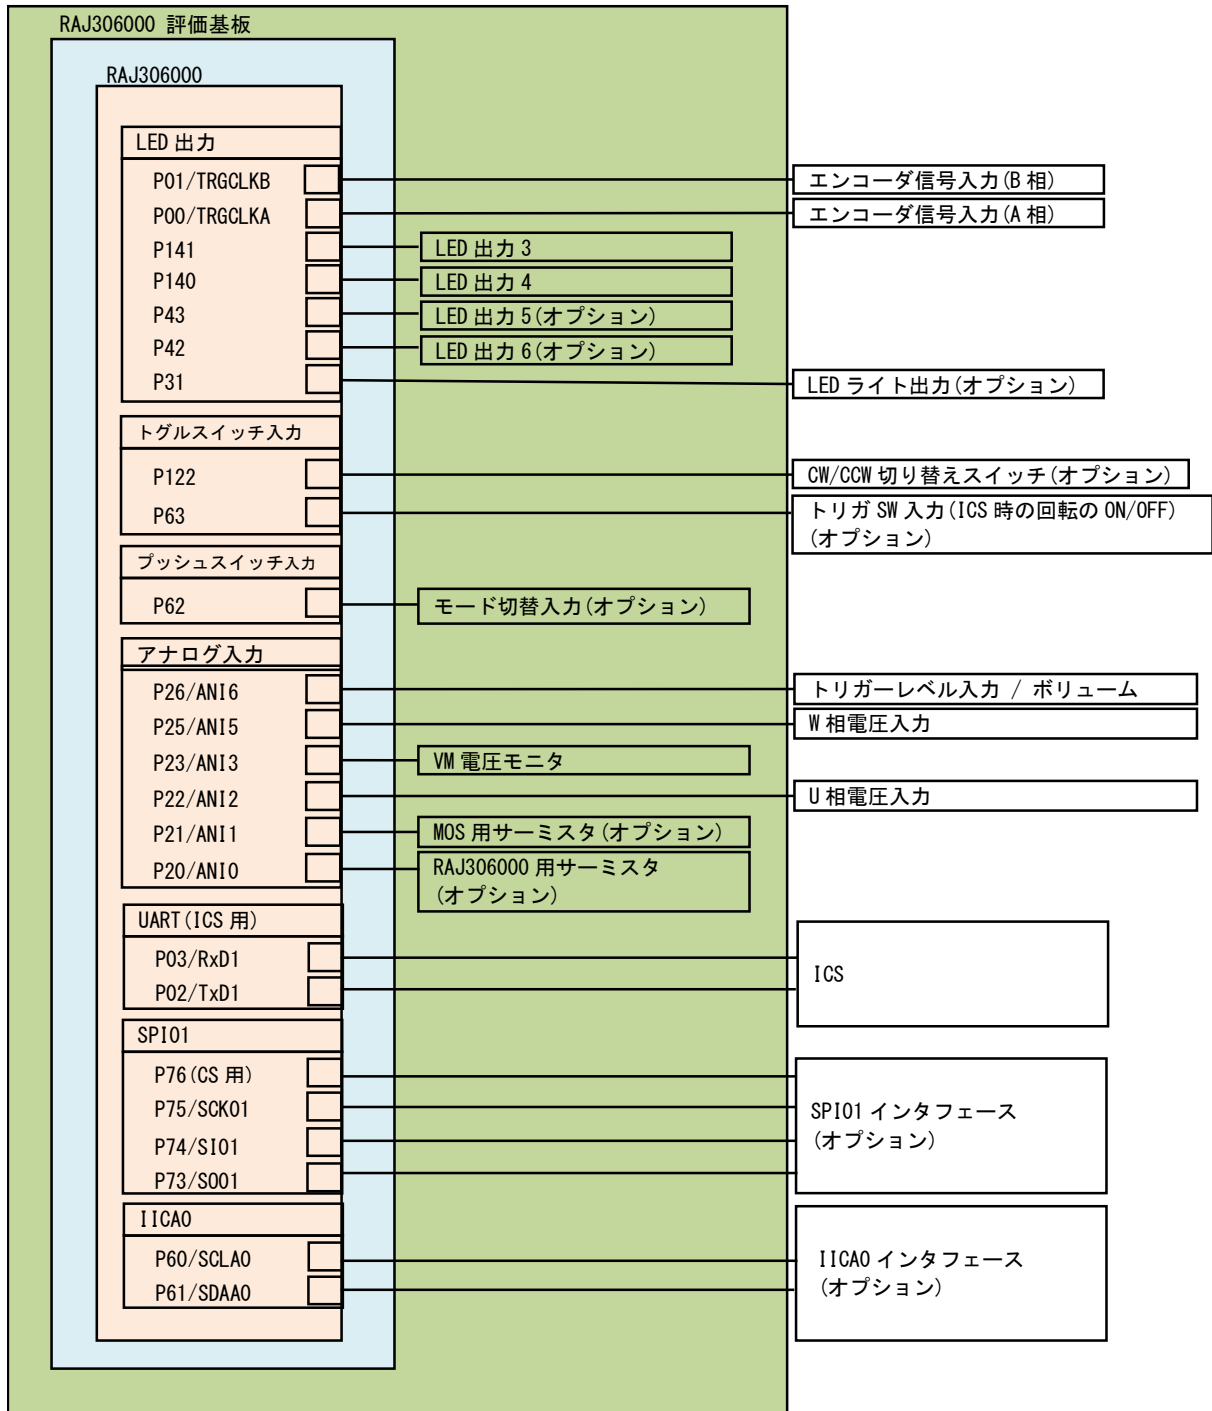 RAJ306000 評価基板
RAJ306000
LED 出力
P01/TRGCLKB
エンコーダ信号入力(B 相)
P00/TRGCLKA
エンコーダ信号入力(A 相)
P141
LED 出力 3
P140
LED 出力 4
P43
LED 出力 5(オプション)
P42
LED 出力 6(オプション)
P31
LED ライト出力(オプション)
トグルスイッチ入力
P122
CW/CCW 切り替えスイッチ(オプション)
P63
トリガ SW 入力(ICS 時の回転の ON/OFF)
(オプション)
プッシュスイッチ入力
P62
モード切替入力(オプション)
アナログ入力
P26/ANI6
トリガーレベル入力 / ボリューム
P25/ANI5
W 相電圧入力
P23/ANI3
VM 電圧モニタ
P22/ANI2
U 相電圧入力
P21/ANI1
MOS 用サーミスタ(オプション)
P20/ANI0
RAJ306000 用サーミスタ
(オプション)
UART(ICS 用)
P03/RxD1
P02/TxD1
ICS
SPI01
P76(CS 用)
P75/SCK01
P74/SI01
P73/SO01
SPI01 インタフェース
(オプション)
IICA0
P60/SCLA0
P61/SDAA0
IICA0 インタフェース
(オプション)